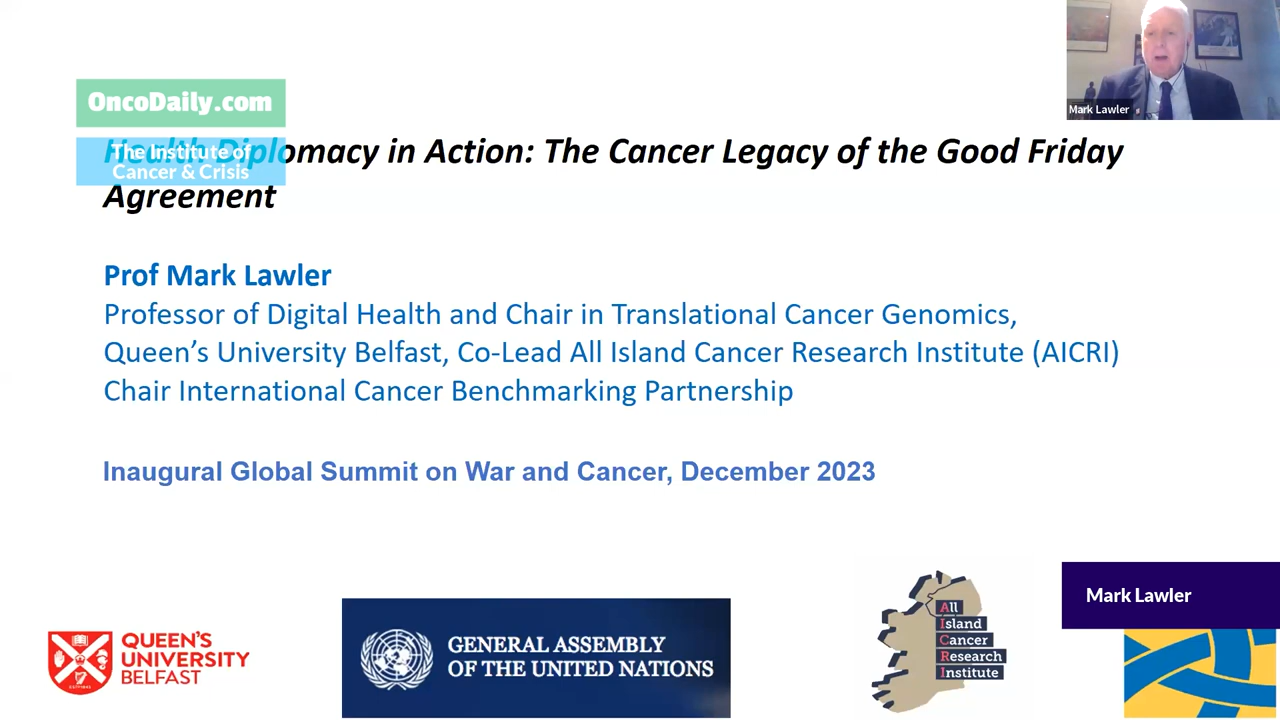 Mark Lawler
OncoDaily.com
The Institute of
Cancer & Crisis
Health Diplomacy in Action: The Cancer Legacy of the Good Friday
Agreement
Prof Mark Lawler
Professor of Digital Health and Chair in Translational Cancer Genomics,
Queen's University Belfast, Co-Lead All Island Cancer Research Institute (AICRI)
Chair International Cancer Benchmarking Partnership
Inaugural Global Summit on War and Cancer, December 2023
QUEEN'S
UNIVERSITY
BELFAST
GENERAL ASSEMBLY
OF THE UNITED NATIONS
All
Island
Cancer
Research
Institute
Mark Lawler